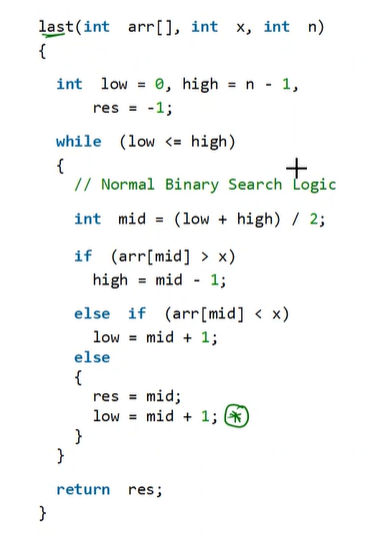 last(int arr[], int x, int n)
{
int low = 0, high = n - 1,
res = -1;
while (low <= high)
{
// Normal Binary Search Logic
int mid = (low + high) / 2;
if (arr[mid] > x)
high = mid - 1;
else if (arr[mid] < x)
low = mid + 1;
else
{
res = mid;
low = mid + 1; *
}
}
return res;
}